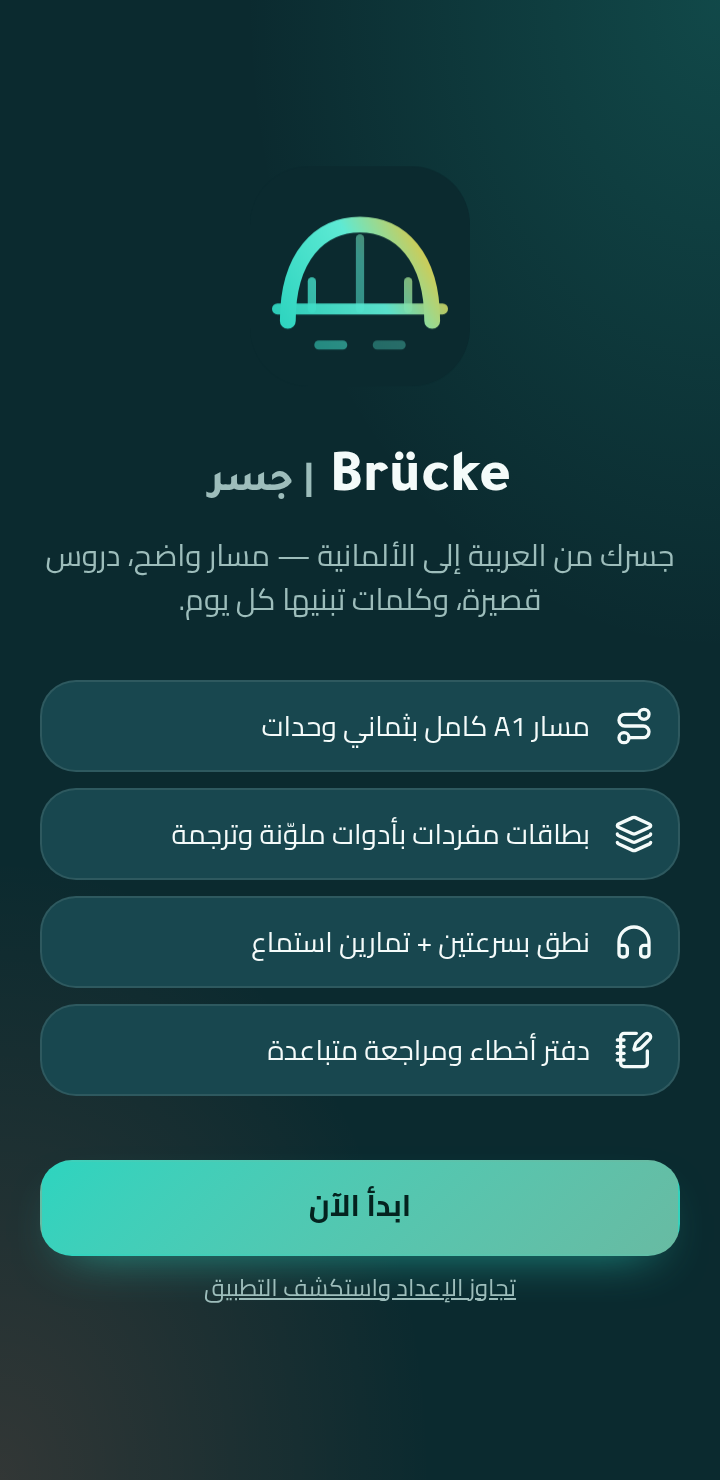 Brücke | جسر
جسرك من العربية إلى الألمانية — مسار واضح، دروس
قصيرة، وكلمات تبنيها كل يوم.
مسار A1 كامل بثماني وحدات
بطاقات مفردات بأدوات ملوّنة وترجمة
نطق بسرعتين + تمارين استماع
دفتر أخطاء ومراجعة متباعدة
ابدأ الآن
تجاوز الإعداد واستكشف التطبيق